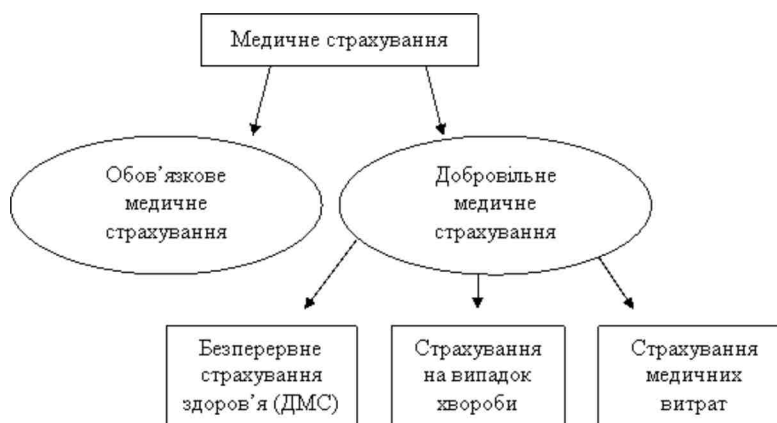 Медичне страхування
Обов’язкове
медичне
страхування
Добровільне
медичне
страхування
Безперервне
страхування
здоров’я (ДМС)
Страхування
на випадок
хвороби
Страхування
медичних
витрат